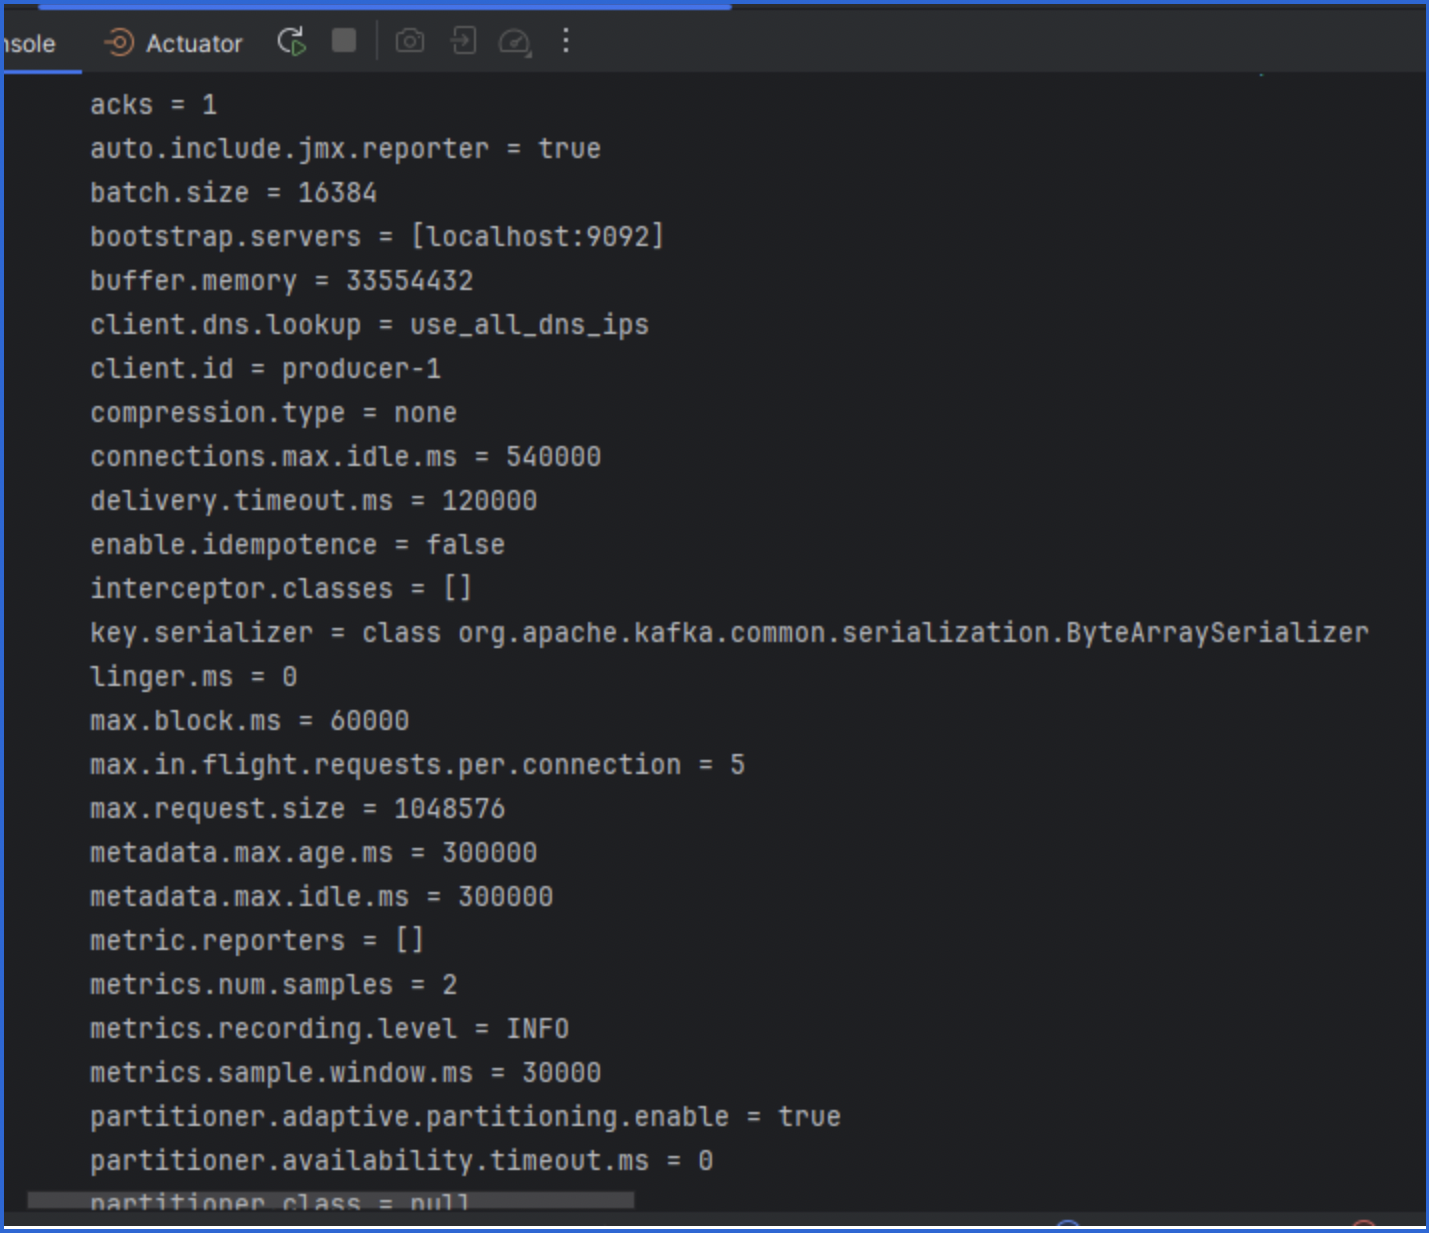 nsole Actuator
acks = 1
auto.include.jmx.reporter = true
batch.size = 16384
bootstrap.servers = [localhost:9092]
buffer.memory = 33554432
client.dns.lookup = use_all_dns_ips
client.id = producer-1
compression.type = none
connections.max.idle.ms = 540000
delivery.timeout.ms = 120000
enable.idempotence = false
interceptor.classes = []
key.serializer = class org.apache.kafka.common.serialization.ByteArraySerializer
linger.ms = 0
max.block.ms = 60000
max.in.flight.requests.per.connection = 5
max.request.size = 1048576
metadata.max.age.ms = 300000
metadata.max.idle.ms = 300000
metric.reporters = []
metrics.num.samples = 2
metrics.recording.level = INFO
metrics.sample.window.ms = 30000
partitioner.adaptive.partitioning.enable = true
partitioner.availability.timeout.ms = 0
partitioner.class = null